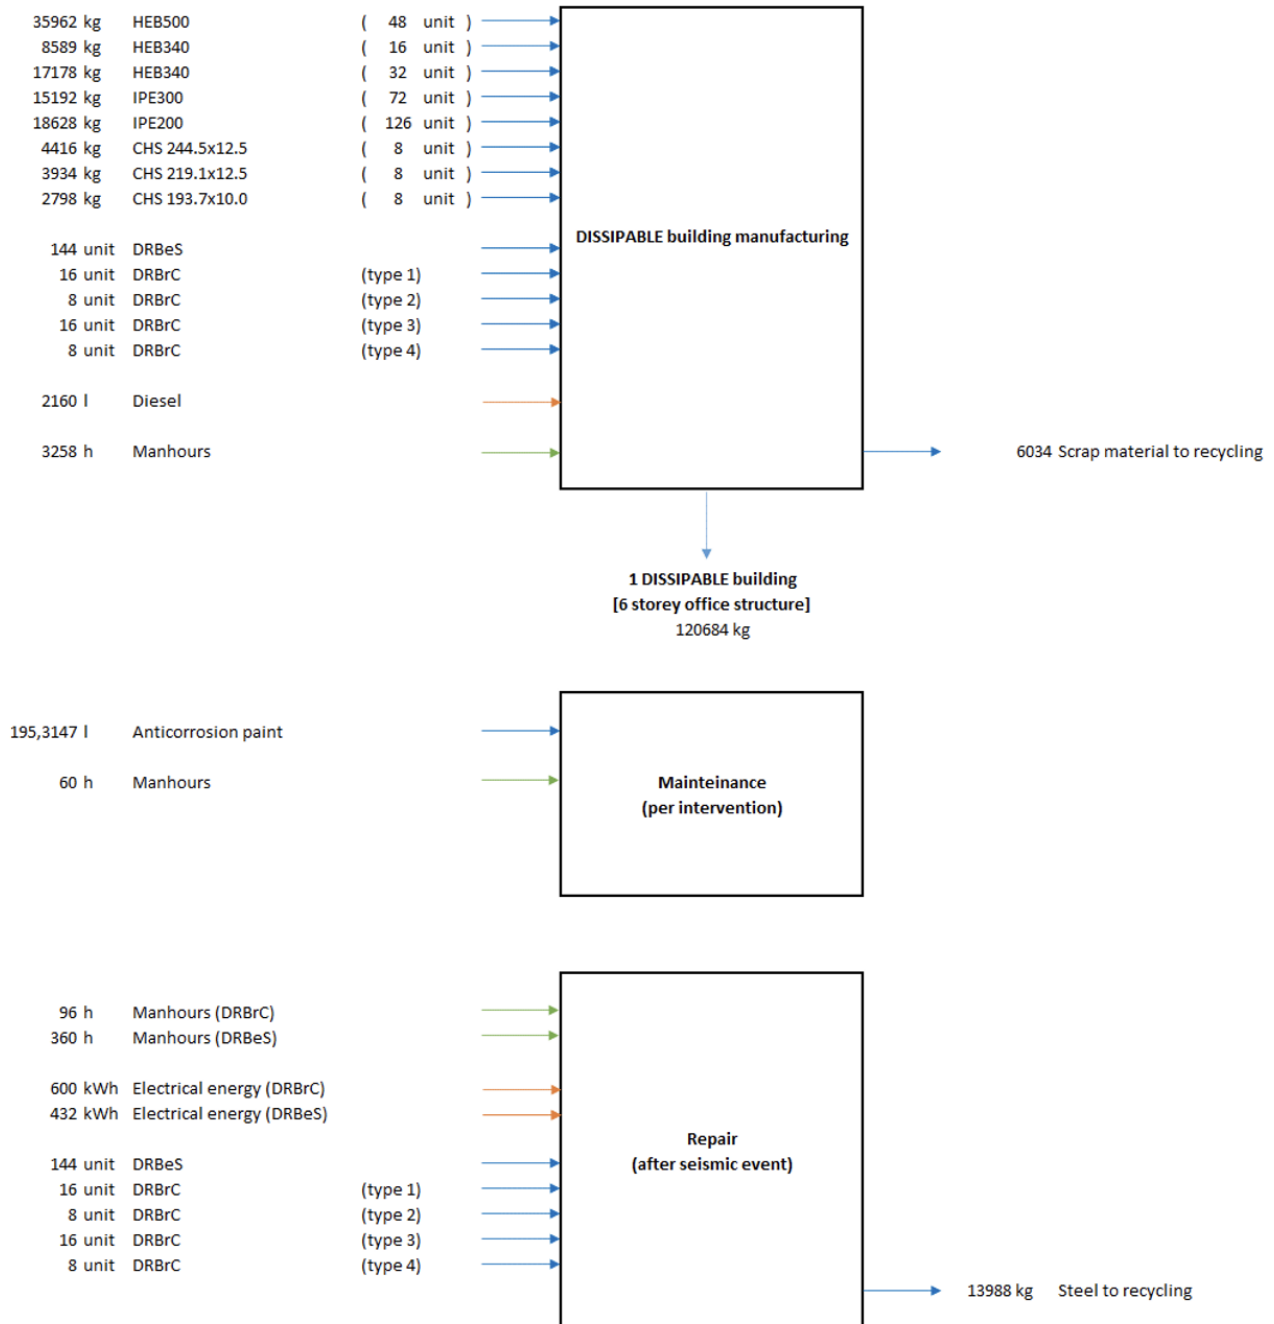 35962 kg HEB500 ( 48 unit )
8589 kg HEB340 ( 16 unit )
17178 kg HEB340 ( 32 unit )
15192 kg IPE300 ( 72 unit )
18628 kg IPE200 ( 126 unit )
4416 kg CHS 244.5x12.5 ( 8 unit )
3934 kg CHS 219.1x12.5 ( 8 unit )
2798 kg CHS 193.7x10.0 ( 8 unit )
DISSIPABLE building manufacturing
144 unit DRBeS
16 unit DRBrC (type 1)
8 unit DRBrC (type 2)
16 unit DRBrC (type 3)
8 unit DRBrC (type 4)
2160 l Diesel
3258 h Manhours
6034 Scrap material to recycling
1 DISSIPABLE building
[6 storey office structure]
120684 kg
195,3147 l Anticorrosion paint
60 h Manhours
Mainteinance
(per intervention)
96 h Manhours (DRBrC)
360 h Manhours (DRBeS)
600 kWh Electrical energy (DRBrC)
432 kWh Electrical energy (DRBeS)
Repair
(after seismic event)
144 unit DRBeS
16 unit DRBrC (type 1)
8 unit DRBrC (type 2)
16 unit DRBrC (type 3)
8 unit DRBrC (type 4)
13988 kg Steel to recycling